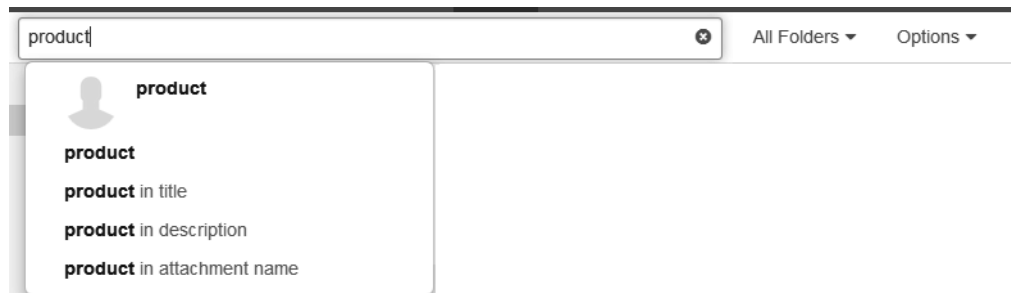 product All Folders Options
product
product
product in title
product in description
product in attachment name